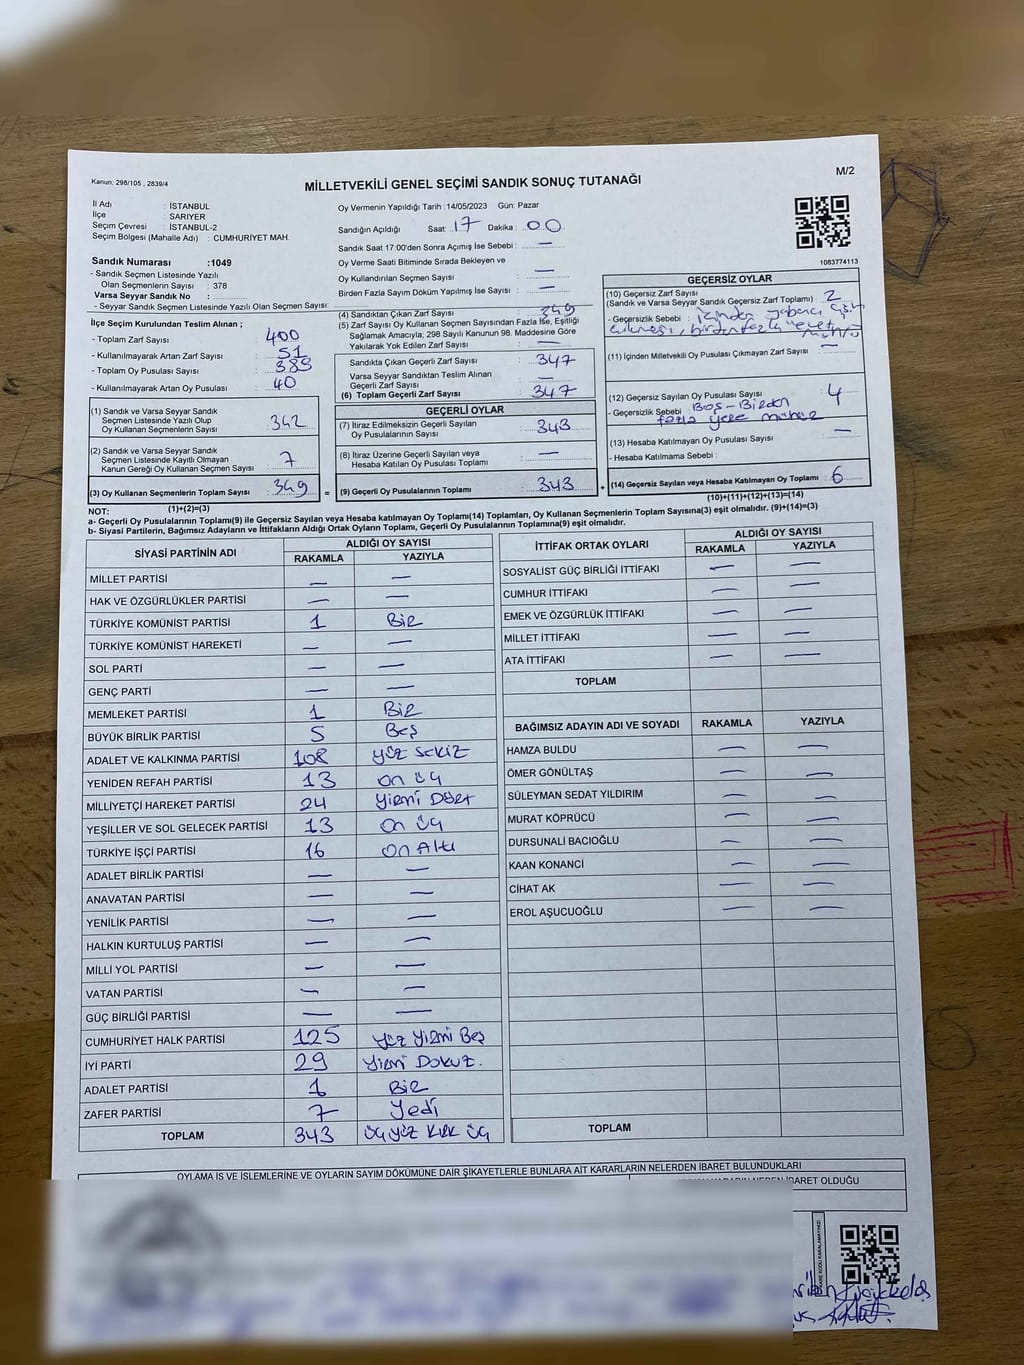 Kanun; 298/105 , 2839/4
MİLLETVEKİLİ GENEL SEÇİMİ SANDIK SONUÇ TUTANAĞI
M/2
İl Adı : İSTANBUL
İlçe : SARIYER
Seçim Çevresi : İSTANBUL-2
Seçim Bölgesi (Mahalle Adı) : CUMHURİYET MAH.
Sandık Numarası :1049
- Sandık Seçmen Listesinde Yazılı
Olan Seçmenlerin Sayısı : 378
Varsa Seyyar Sandık No :
- Seyyar Sandık Seçmen Listesinde Yazılı Olan Seçmen Sayısı:
Oy Vermenin Yapıldığı Tarih :14/05/2023 Gün: Pazar
Sandığın Açıldığı Saat: 17 Dakika: 00
Sandık Saat 17:00'den Sonra Açımış İse Sebebi : —
Oy Verme Saati Bitiminde Sırada Bekleyen ve
Oy Kullandırılan Seçmen Sayısı : —
Birden Fazla Sayım Döküm Yapılmış İse Sayısı : —
1083774113
İlçe Seçim Kurulundan Teslim Alınan ;
- Toplam Zarf Sayısı : 400
- Kullanılmayarak Artan Zarf Sayısı : 51
- Toplam Oy Pusulası Sayısı : 383
- Kullanılmayarak Artan Oy Pusulası : 40
(1) Sandık ve Varsa Seyyar Sandık
Seçmen Listesinde Yazılı Olup
Oy Kullanan Seçmenlerin Sayısı : 342
(2) Sandık ve Varsa Seyyar Sandık
Seçmen Listesinde Kayıtlı Olmayan
Kanun Gereği Oy Kullanan Seçmen Sayısı : 7
(3) Oy Kullanan Seçmenlerin Toplam Sayısı : 349
(4) Sandıktan Çıkan Zarf Sayısı : 349
(5) Zarf Sayısı Oy Kullanan Seçmen Sayısından Fazla İse, Eşitliği
Sağlamak Amacıyla, 298 Sayılı Kanunun 98. Maddesine Göre
Yakılarak Yok Edilen Zarf Sayısı : —
Sandıkta Çıkan Geçerli Zarf Sayısı : 347
Varsa Seyyar Sandıktan Teslim Alınan
Geçerli Zarf Sayısı : —
(6) Toplam Geçerli Zarf Sayısı : 347
GEÇERLİ OYLAR
(7) İtiraz Edilmeksizin Geçerli Sayılan
Oy Pusulalarının Sayısı : 343
(8) İtiraz Üzerine Geçerli Sayılan veya
Hesaba Katılan Oy Pusulası Toplamı : —
= (9) Geçerli Oy Pusulalarının Toplamı : 343 +
GEÇERSİZ OYLAR
(10) Geçersiz Zarf Sayısı : 2
(Sandık ve Varsa Seyyar Sandık Geçersiz Zarf Toplamı)
- Geçersizlik Sebebi : içinden yabancı
çıkması, birden fazla evet
(11) İçinden Milletvekili Oy Pusulası Çıkmayan Zarf Sayısı : —
(12) Geçersiz Sayılan Oy Pusulası Sayısı : 4
- Geçersizlik Sebebi : Boş - Birden
fazla yere mühür
(13) Hesaba Katılmayan Oy Pusulası Sayısı : —
- Hesaba Katılmama Sebebi :
(14) Geçersiz Sayılan veya Hesaba Katılmayan Oy Toplamı : 6
NOT: (1)+(2)=(3) (10)+(11)+(12)+(13)=(14)
a- Geçerli Oy Pusulalarının Toplamı(9) ile Geçersiz Sayılan veya Hesaba katılmayan Oy Toplamı(14) Toplamları, Oy Kullanan Seçmenlerin Toplam Sayısına(3) eşit olmalıdır. (9)+(14)=(3)
b- Siyasi Partilerin, Bağımsız Adayların ve İttifakların Aldığı Ortak Oyların Toplamı, Geçerli Oy Pusulalarının Toplamına(9) eşit olmalıdır.
SİYASİ PARTİNİN ADI ALDIĞI OY SAYISI
RAKAMLA YAZIYLA
MİLLET PARTİSİ — —
HAK VE ÖZGÜRLÜKLER PARTİSİ — —
TÜRKİYE KOMÜNİST PARTİSİ 1 Bir
TÜRKİYE KOMÜNİST HAREKETİ — —
SOL PARTİ — —
GENÇ PARTİ — —
MEMLEKET PARTİSİ 1 Bir
BÜYÜK BİRLİK PARTİSİ 5 Beş
ADALET VE KALKINMA PARTİSİ 108 yüz sekiz
YENİDEN REFAH PARTİSİ 13 on üç
MİLLİYETÇİ HAREKET PARTİSİ 24 yirmi Dört
YEŞİLLER VE SOL GELECEK PARTİSİ 13 on üç
TÜRKİYE İŞÇİ PARTİSİ 16 on Altı
ADALET BİRLİK PARTİSİ — —
ANAVATAN PARTİSİ — —
YENİLİK PARTİSİ — —
HALKIN KURTULUŞ PARTİSİ — —
MİLLİ YOL PARTİSİ — —
VATAN PARTİSİ — —
GÜÇ BİRLİĞİ PARTİSİ — —
CUMHURİYET HALK PARTİSİ 125 yüz yirmi Beş
İYİ PARTİ 29 yirmi Dokuz.
ADALET PARTİSİ 1 Bir
ZAFER PARTİSİ 7 Yedi
TOPLAM 343 üç yüz kırk üç
İTTİFAK ORTAK OYLARI ALDIĞI OY SAYISI
RAKAMLA YAZIYLA
SOSYALİST GÜÇ BİRLİĞİ İTTİFAKI — —
CUMHUR İTTİFAKI — —
EMEK VE ÖZGÜRLÜK İTTİFAKI — —
MİLLET İTTİFAKI — —
ATA İTTİFAKI — —
TOPLAM
BAĞIMSIZ ADAYIN ADI VE SOYADI RAKAMLA YAZIYLA
HAMZA BULDU — —
ÖMER GÖNÜLTAŞ — —
SÜLEYMAN SEDAT YILDIRIM — —
MURAT KÖPRÜCÜ — —
DURSUNALİ BACIOĞLU — —
KAAN KONANCİ — —
CİHAT AK — —
EROL AŞUCUOĞLU — —
TOPLAM
OYLAMA İŞ VE İŞLEMLERİNE VE OYLARIN SAYIM DÖKÜMÜNE DAİR ŞİKAYETLERLE BUNLARA AİT KARARLARIN NELERDEN İBARET BULUNDUKLARI
İBARET OLDUĞU